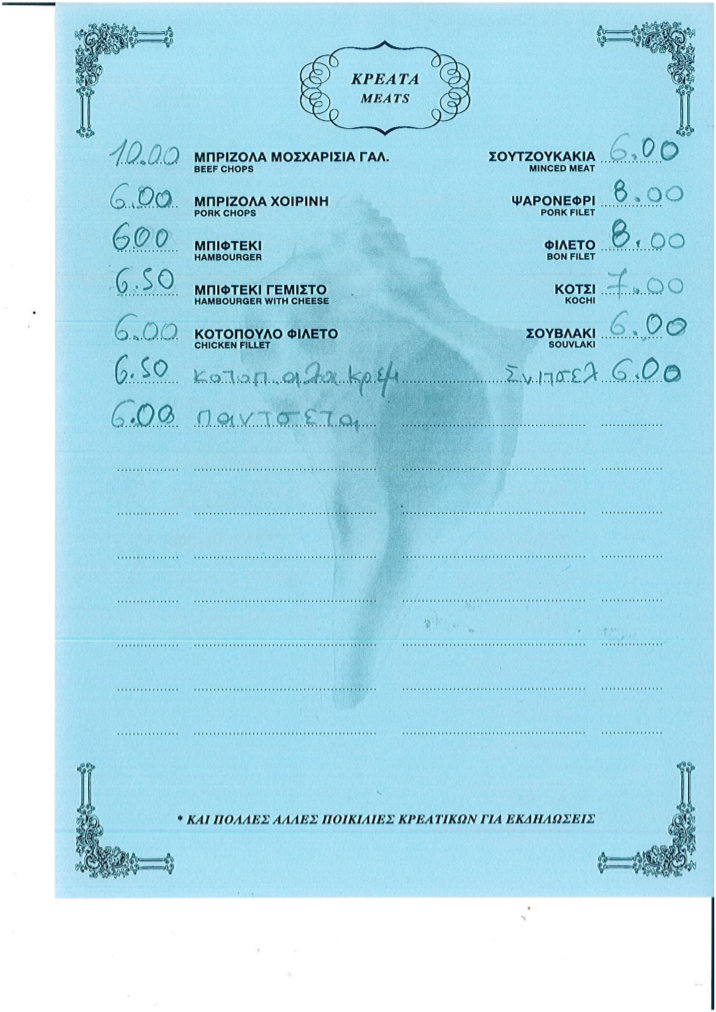 ΚΡΕΑΤΑ
MEATS
10.00 ΜΠΡΙΖΟΛΑ ΜΟΣΧΑΡΙΣΙΑ ΓΑΛ.
BEEF CHOPS
6.00 ΜΠΡΙΖΟΛΑ ΧΟΙΡΙΝΗ
PORK CHOPS
600 ΜΠΙΦΤΕΚΙ
HAMBOURGER
6.50 ΜΠΙΦΤΕΚΙ ΓΕΜΙΣΤΟ
HAMBOURGER WITH CHEESE
6.00 ΚΟΤΟΠΟΥΛΟ ΦΙΛΕΤΟ
CHICKEN FILLET
6.50 κοτοπ. αλα κρεμ
6.00 παντσετα
ΣΟΥΤΖΟΥΚΑΚΙΑ 6.00
MINCED MEAT
ΨΑΡΟΝΕΦΡΙ 8.00
PORK FILET
ΦΙΛΕΤΟ 8.00
BON FILET
ΚΟΤΣΙ 7.00
KOCHI
ΣΟΥΒΛΑΚΙ 6.00
SOUVLAKI
Σνιτσελ 6.00
* ΚΑΙ ΠΟΛΛΕΣ ΑΛΛΕΣ ΠΟΙΚΙΛΙΕΣ ΚΡΕΑΤΙΚΩΝ ΓΙΑ ΕΚΔΗΛΩΣΕΙΣ